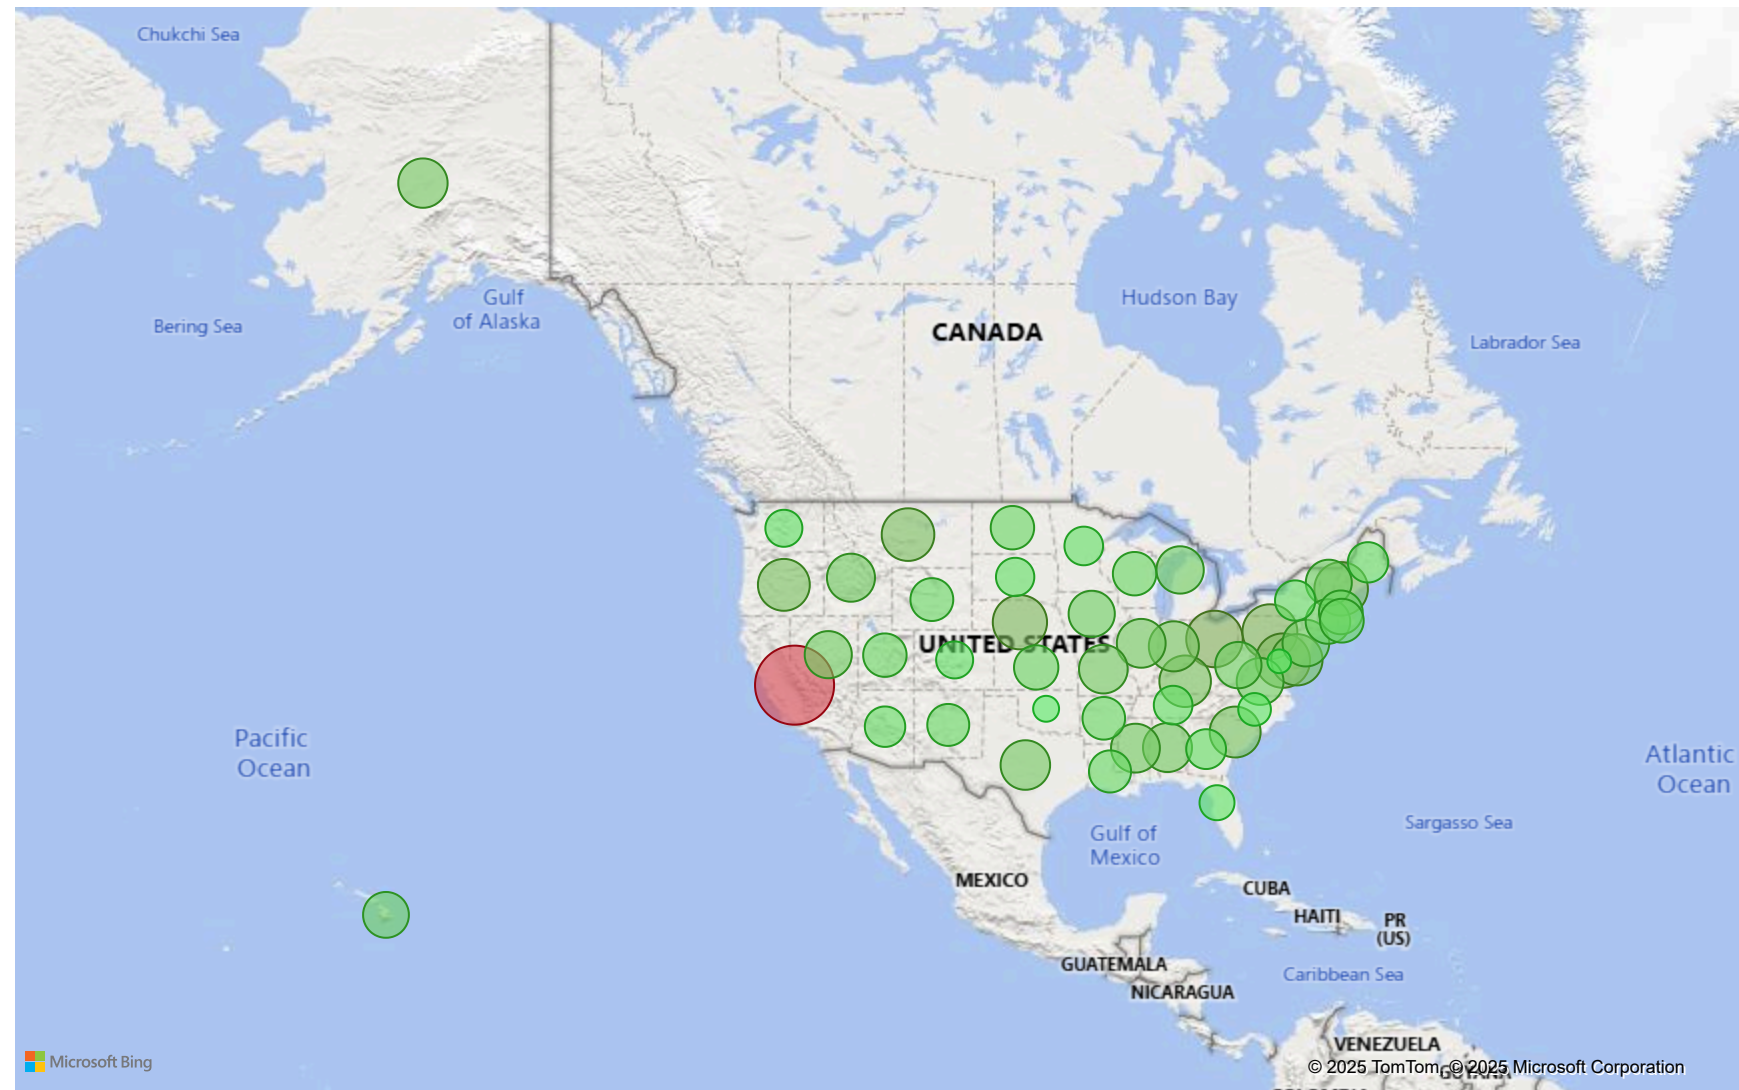 Chukchi Sea
Gulf
of Alaska
Bering Sea
Hudson Bay
CANADA
Labrador Sea
UNITED STATES
Pacific
Ocean
Atlantic
Ocean
Gulf of
Mexico
Sargasso Sea
MEXICO
CUBA
HAITI
PR
(US)
GUATEMALA
Caribbean Sea
NICARAGUA
VENEZUELA
Microsoft Bing
© 2025 TomTom, © 2025 Microsoft Corporation
GUYANA